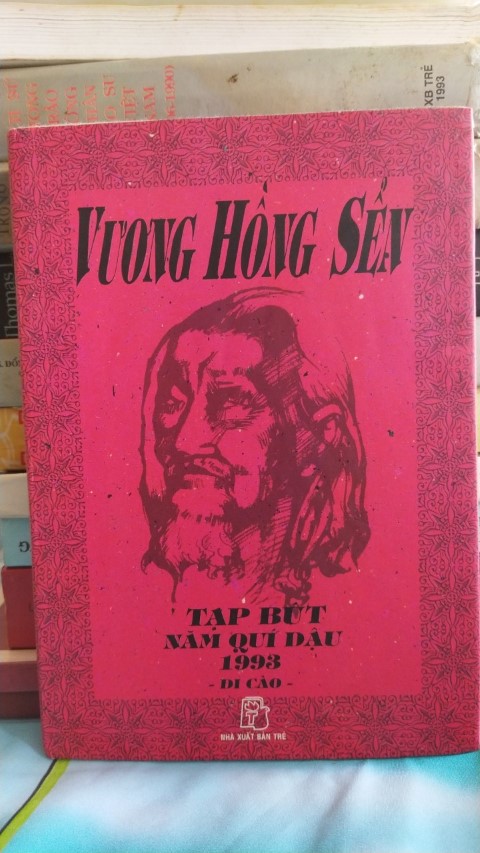 XB TRẺ
1993
Thomas
VƯƠNG HỒNG SỂN
TẠP BÚT
NĂM QUÍ DẬU
1993
- DI CẢO -
NHÀ XUẤT BẢN TRẺ